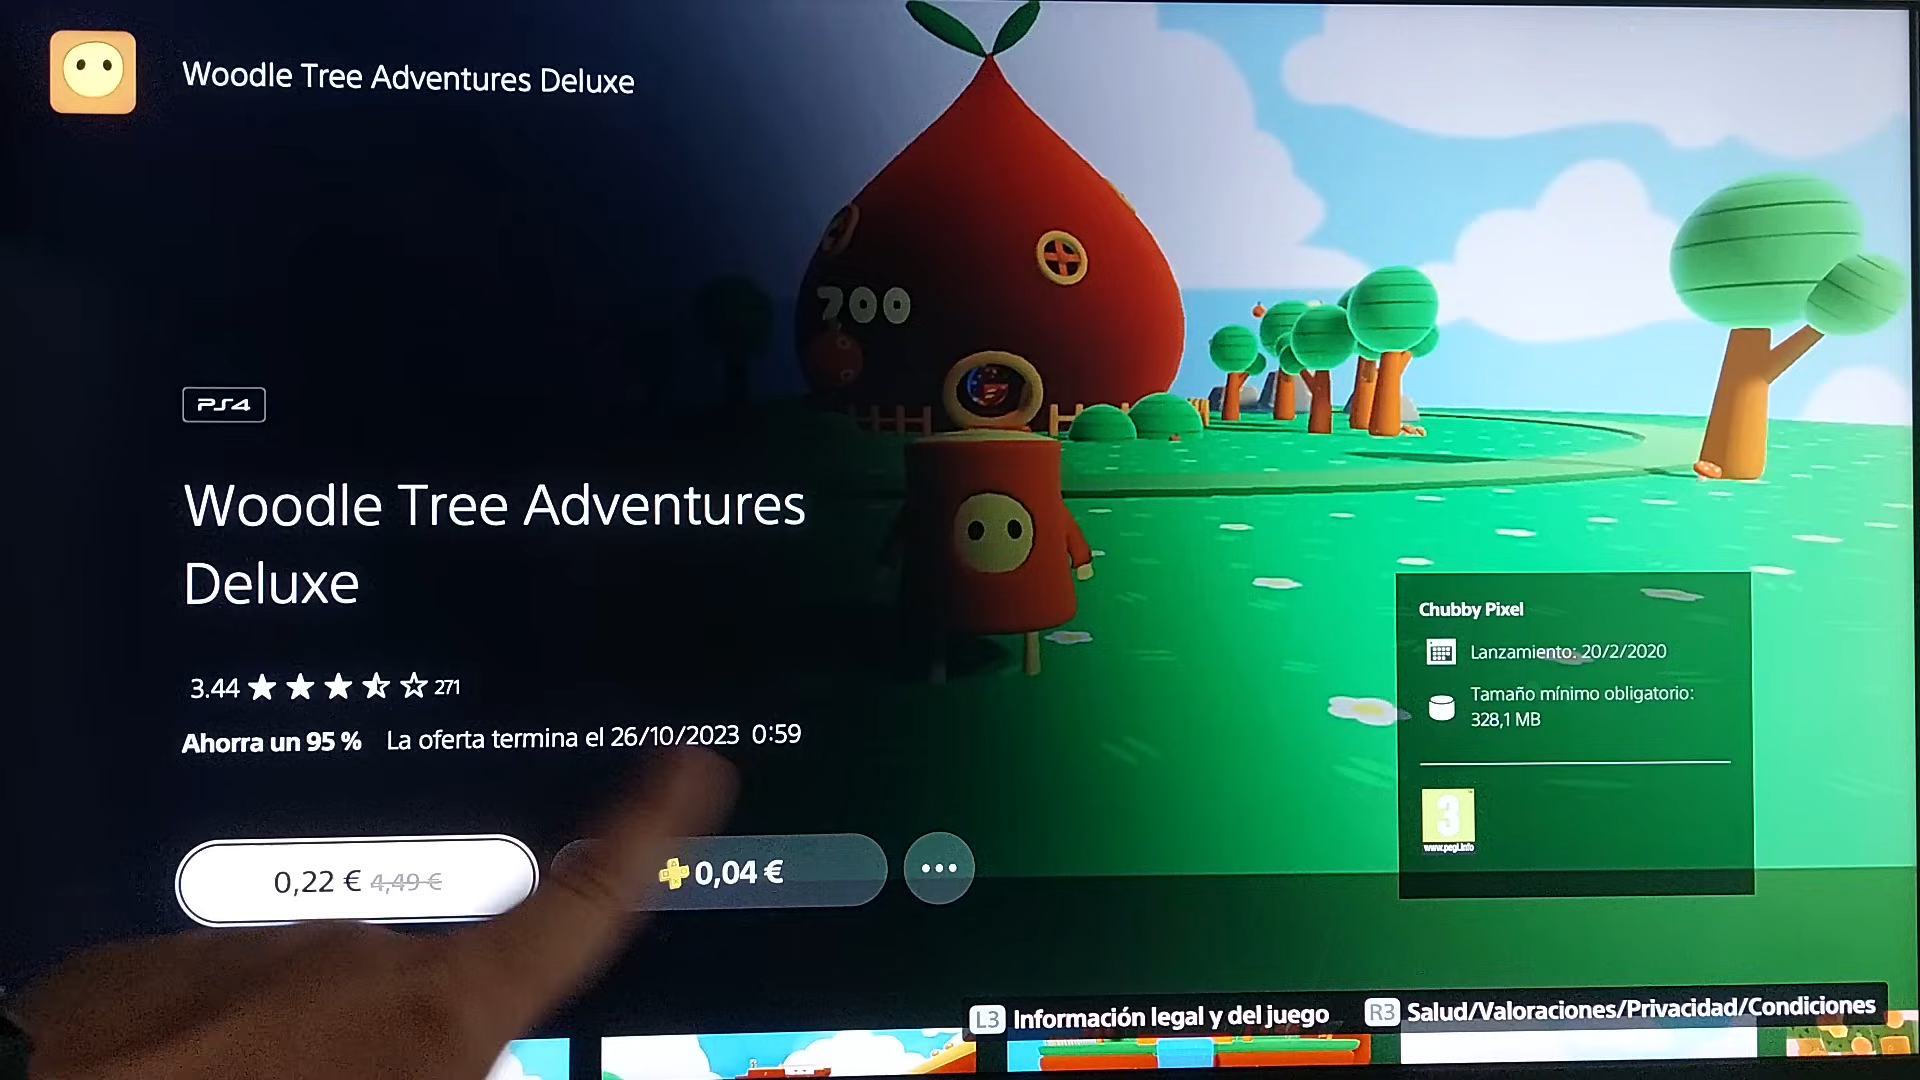 Woodle Tree Adventures Deluxe
700
PS4
Woodle Tree Adventures
Deluxe
3.44 271
Ahorra un 95 % La oferta termina el 26/10/2023 0:59
0,22 € 4,49 €
0,04 €
Chubby Pixel
Lanzamiento: 20/2/2020
Tamaño mínimo obligatorio:
328,1 MB
3
www.pegi.info
L3 Información legal y del juego
R3 Salud/Valoraciones/Privacidad/Condiciones